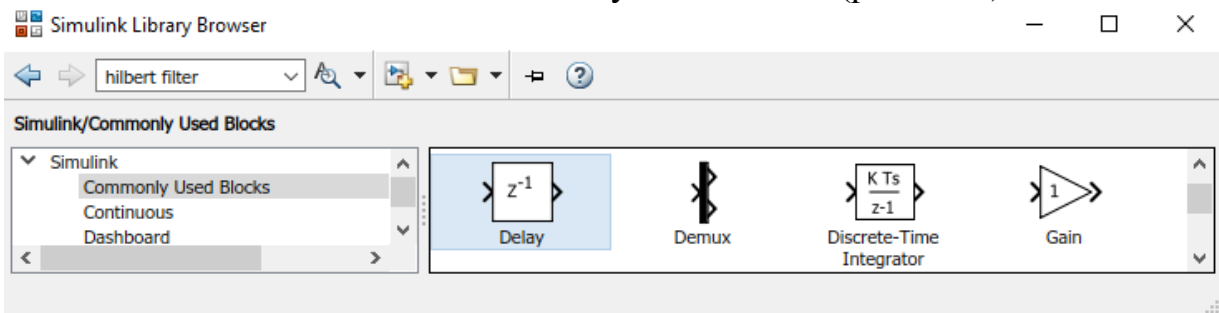 Simulink Library Browser
hilbert filter
Simulink/Commonly Used Blocks
Simulink
Commonly Used Blocks
Continuous
Dashboard
z-1
Delay
Demux
K Ts
z-1
Discrete-Time
Integrator
1
Gain